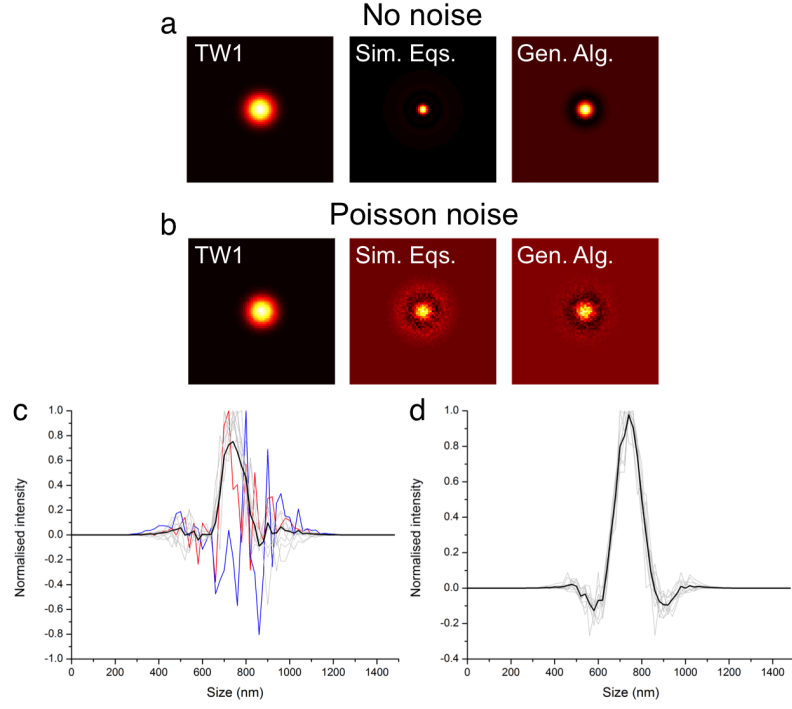 a
No noise
TW1
Sim. Eqs.
Gen. Alg.
b
Poisson noise
TW1
Sim. Eqs.
Gen. Alg.
c
1.0
0.8
0.6
0.4
0.2
0.0
-0.2
-0.4
-0.6
-0.8
-1.0
Normalised intensity
0 200 400 600 800 1000 1200 1400
Size (nm)
d
1.0
0.8
0.6
0.4
0.2
0.0
-0.2
-0.4
Normalised intensity
0 200 400 600 800 1000 1200 1400
Size (nm)